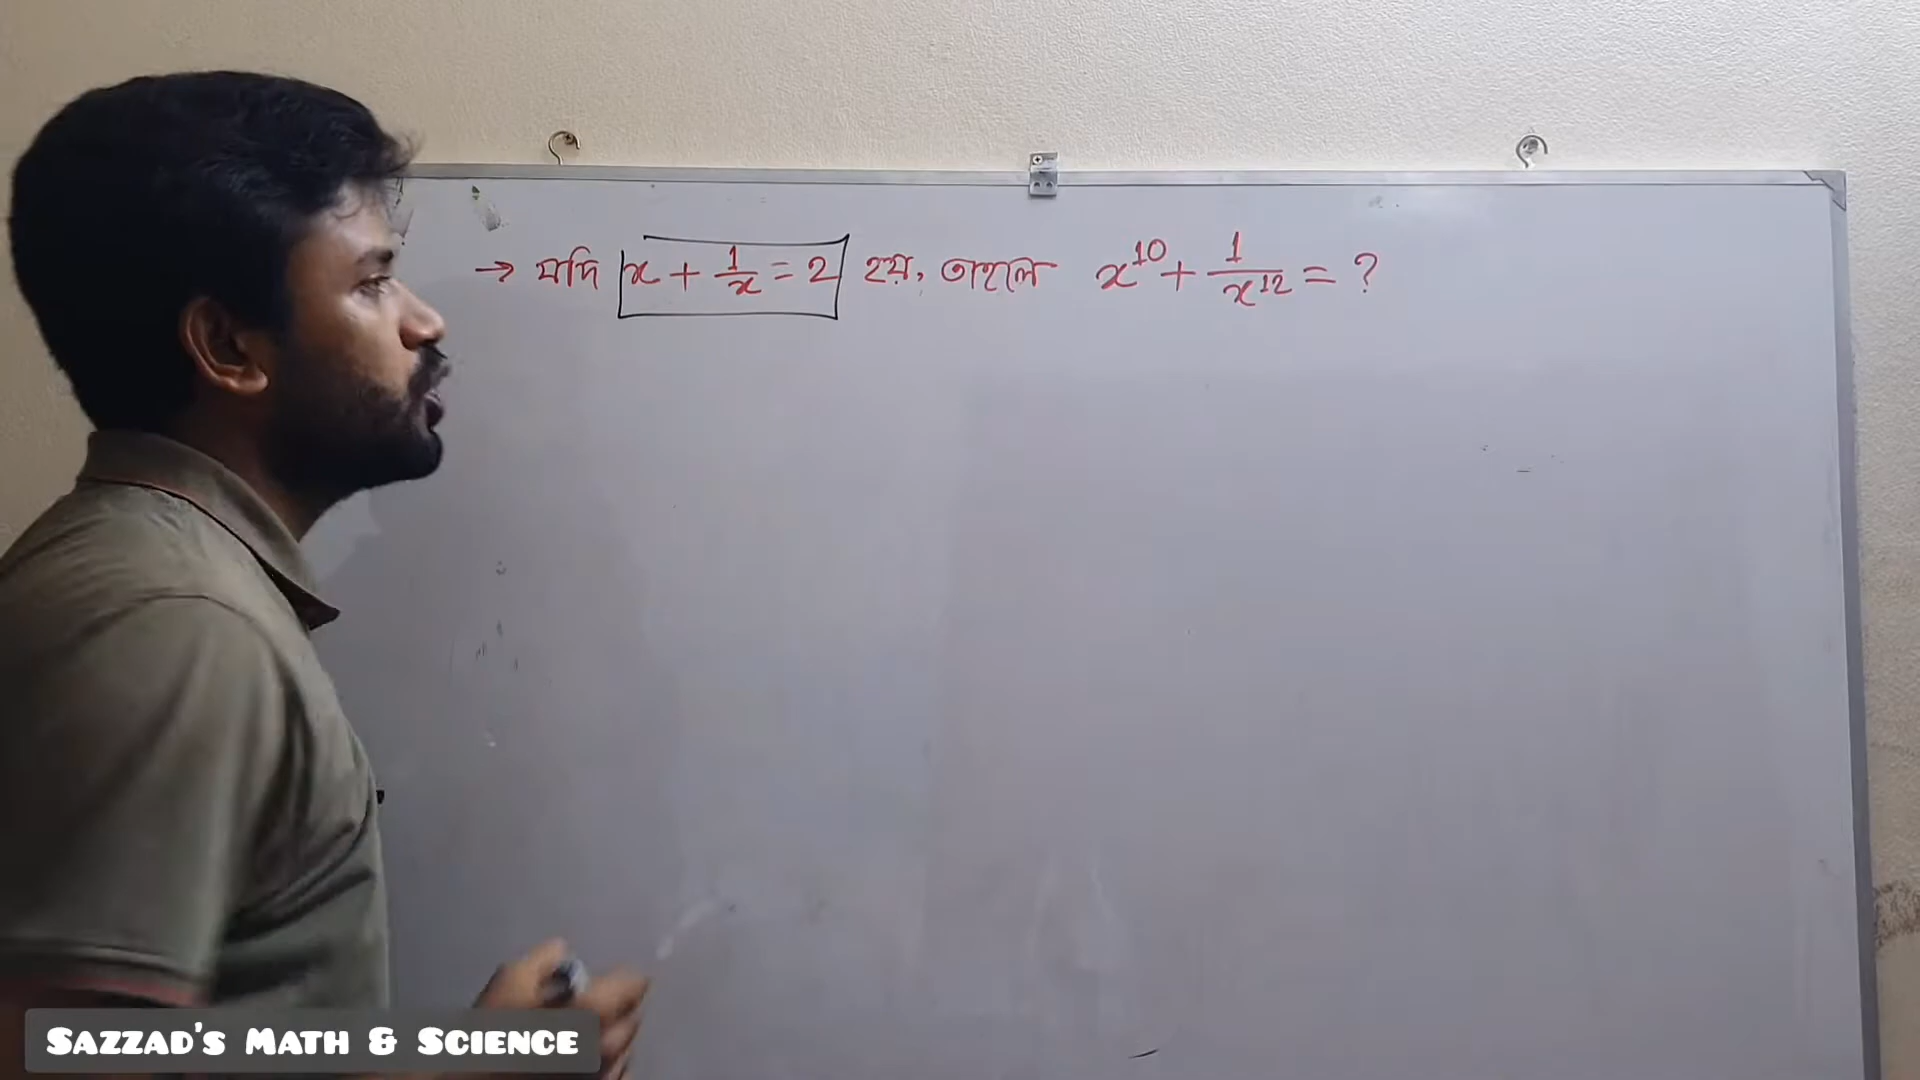 → যদি x + 1/x = 2 হয়, তাহলে x^10 + 1/x^12 = ?
SAZZAD'S MATH & SCIENCE